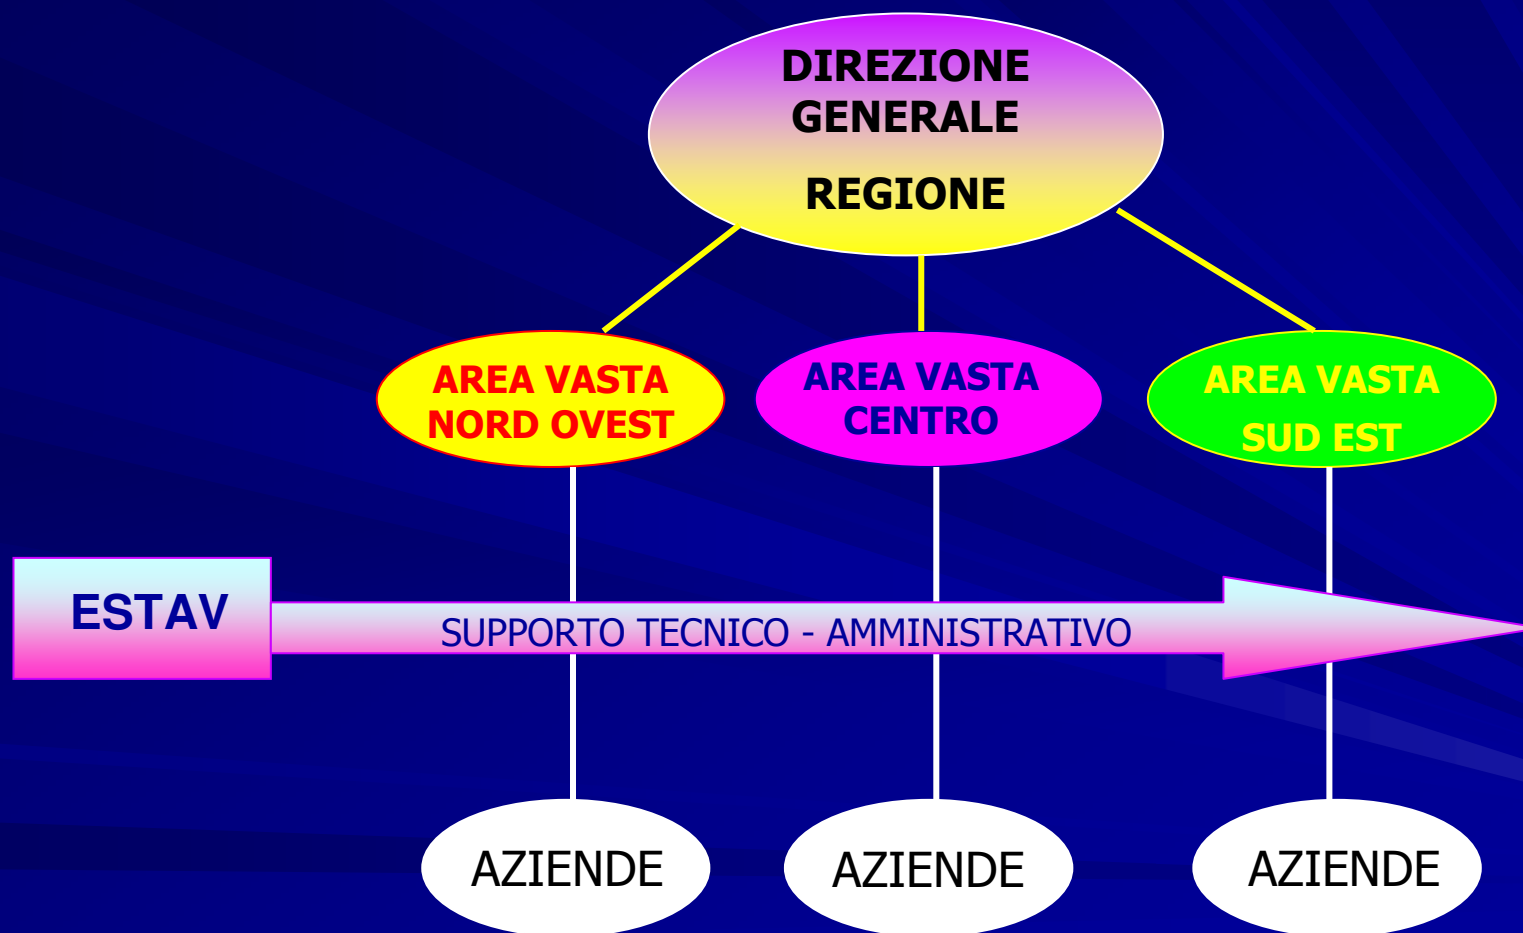 DIREZIONE
GENERALE
REGIONE
AREA VASTA
NORD OVEST
AREA VASTA
CENTRO
AREA VASTA
SUD EST
ESTAV
SUPPORTO TECNICO - AMMINISTRATIVO
AZIENDE
AZIENDE
AZIENDE